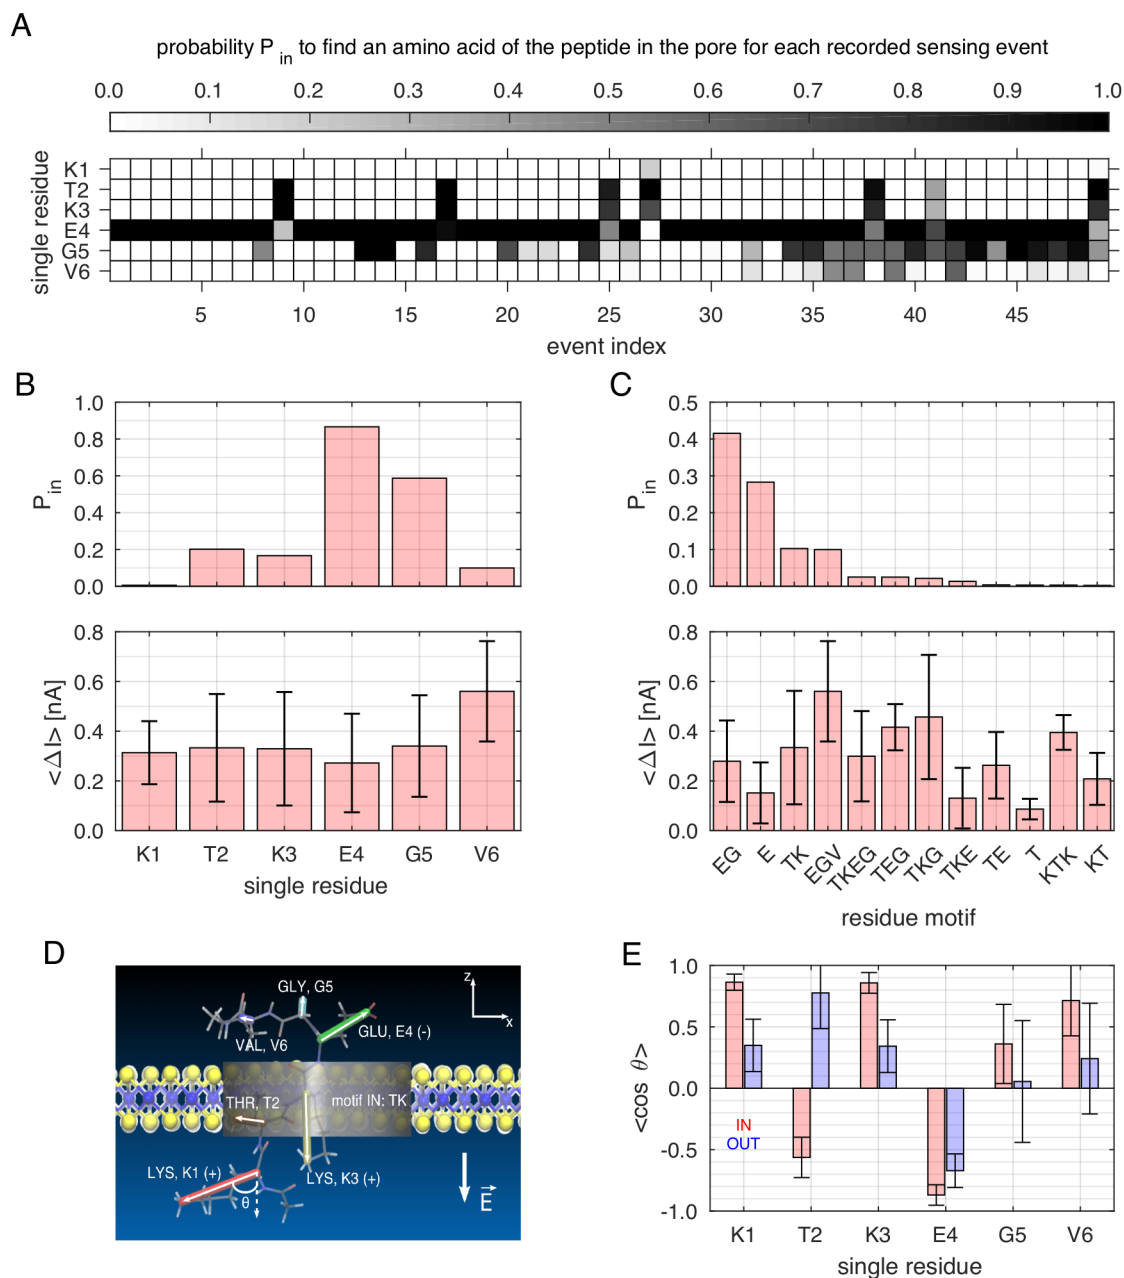 A
probability P in to find an amino acid of the peptide in the pore for each recorded sensing event
0.0 0.1 0.2 0.3 0.4 0.5 0.6 0.7 0.8 0.9 1.0
single residue
K1
T2
K3
E4
G5
V6
5 10 15 20 25 30 35 40 45
event index
B
P in
1.0
0.8
0.6
0.4
0.2
0.0
<ΔI> [nA]
0.8
0.6
0.4
0.2
0.0
K1 T2 K3 E4 G5 V6
single residue
C
P in
0.5
0.4
0.3
0.2
0.1
0.0
<ΔI> [nA]
0.8
0.6
0.4
0.2
0.0
EG E TK EGV TKEG TEG TKG TKE TE T KTK KT
residue motif
D
GLY, G5
z
x
GLU, E4 (-)
VAL, V6
THR, T2
motif IN: TK
LYS, K1 (+)
LYS, K3 (+)
θ
E
E
<cos θ>
1.0
0.5
0.0
-0.5
-1.0
IN
OUT
K1 T2 K3 E4 G5 V6
single residue